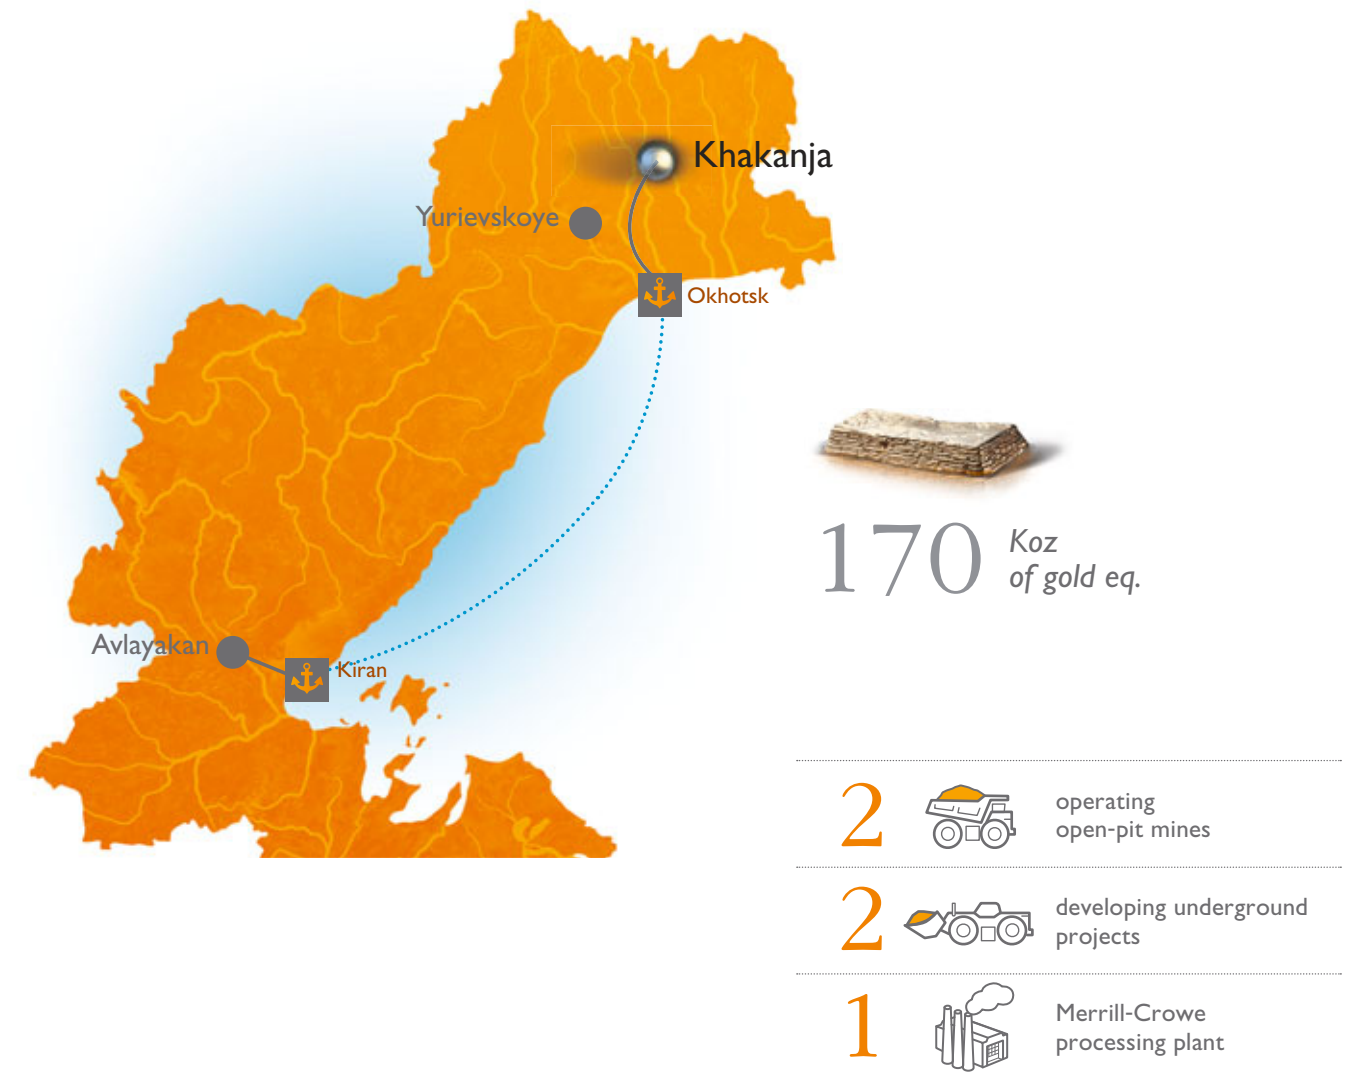 Khakanja
Yurievskoye
Okhotsk
Avlayakan
Kiran
170
Koz
of gold eq.
2
operating
open-pit mines
2
developing underground
projects
1
Merrill-Crowe
processing plant